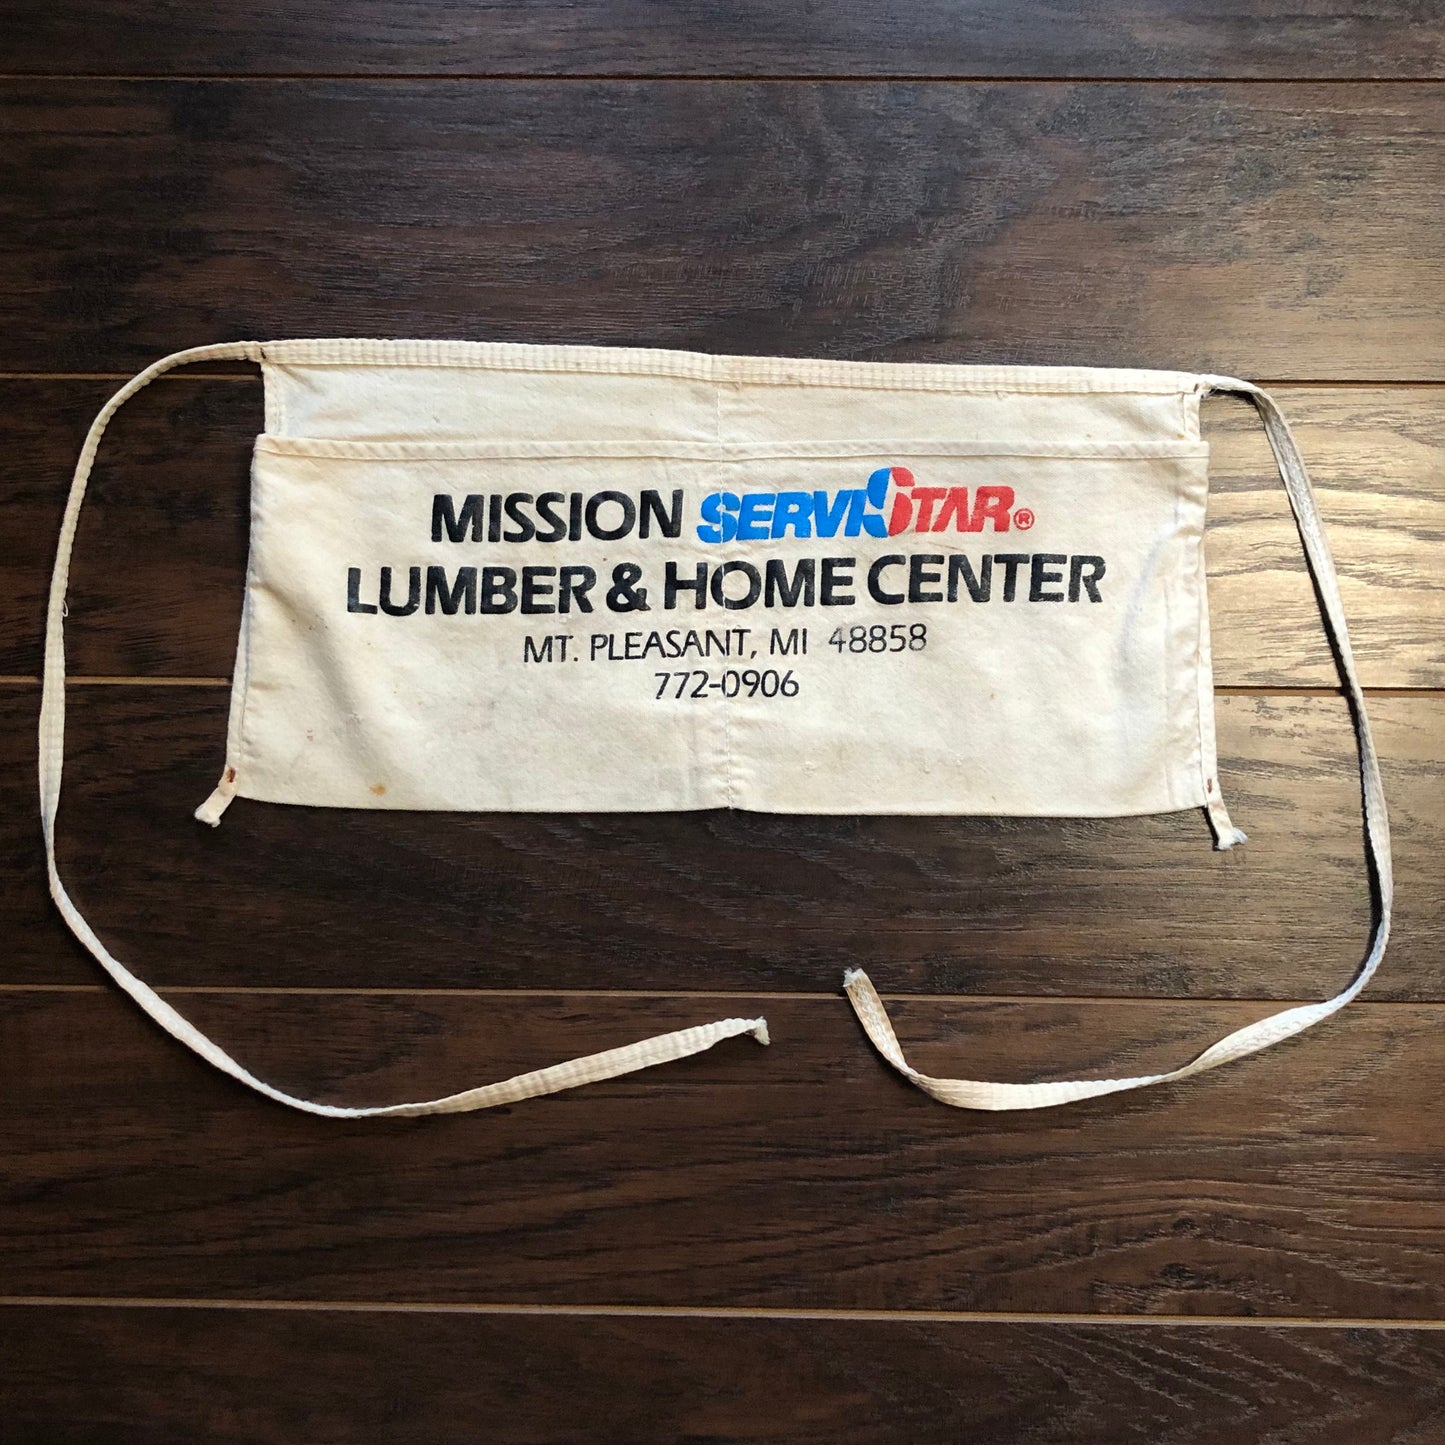 MISSION SERVISTAR®
LUMBER & HOME CENTER
MT. PLEASANT, MI 48858
772-0906